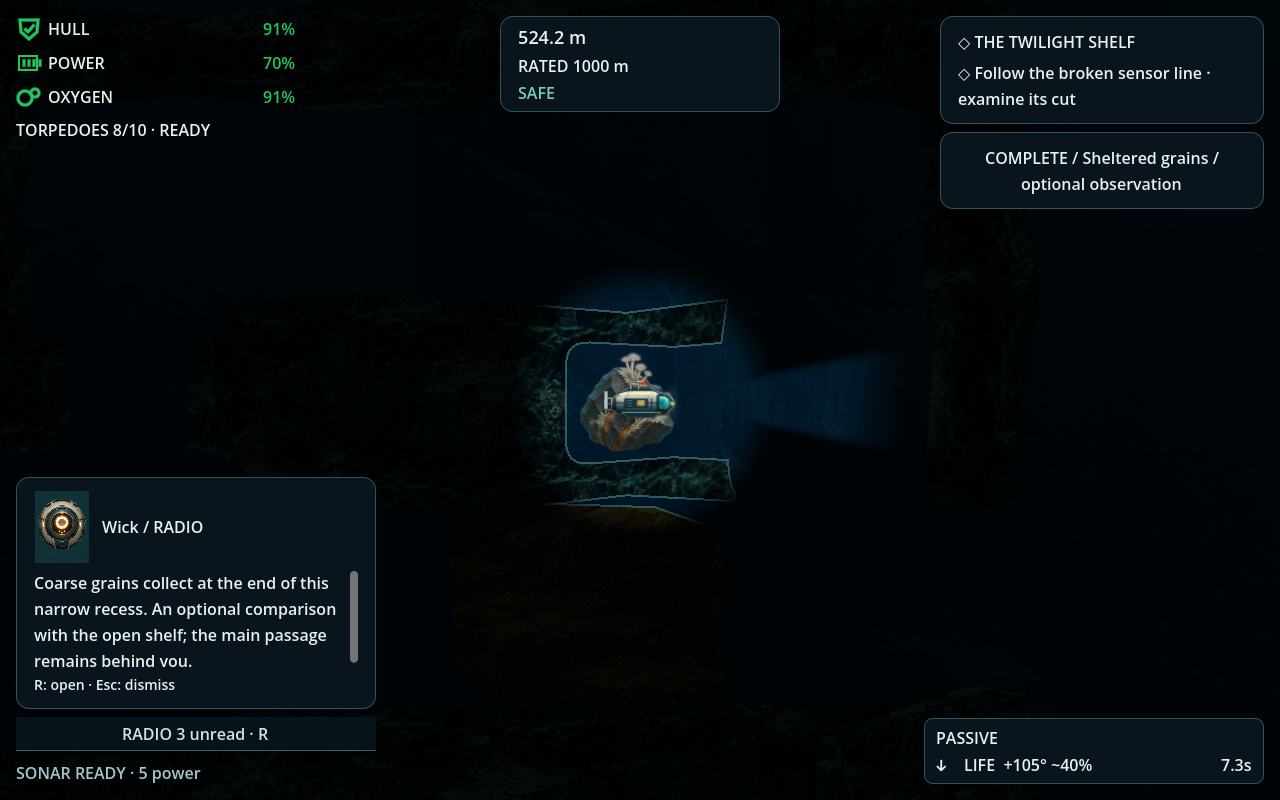 HULL 91%
POWER 70%
OXYGEN 91%
TORPEDOES 8/10 · READY
524.2 m
RATED 1000 m
SAFE
◇ THE TWILIGHT SHELF
◇ Follow the broken sensor line ·
examine its cut
COMPLETE / Sheltered grains /
optional observation
Wick / RADIO
Coarse grains collect at the end of this
narrow recess. An optional comparison
with the open shelf; the main passage
remains behind you.
R: open · Esc: dismiss
RADIO 3 unread · R
SONAR READY · 5 power
PASSIVE
↓ LIFE +105° ~40% 7.3s